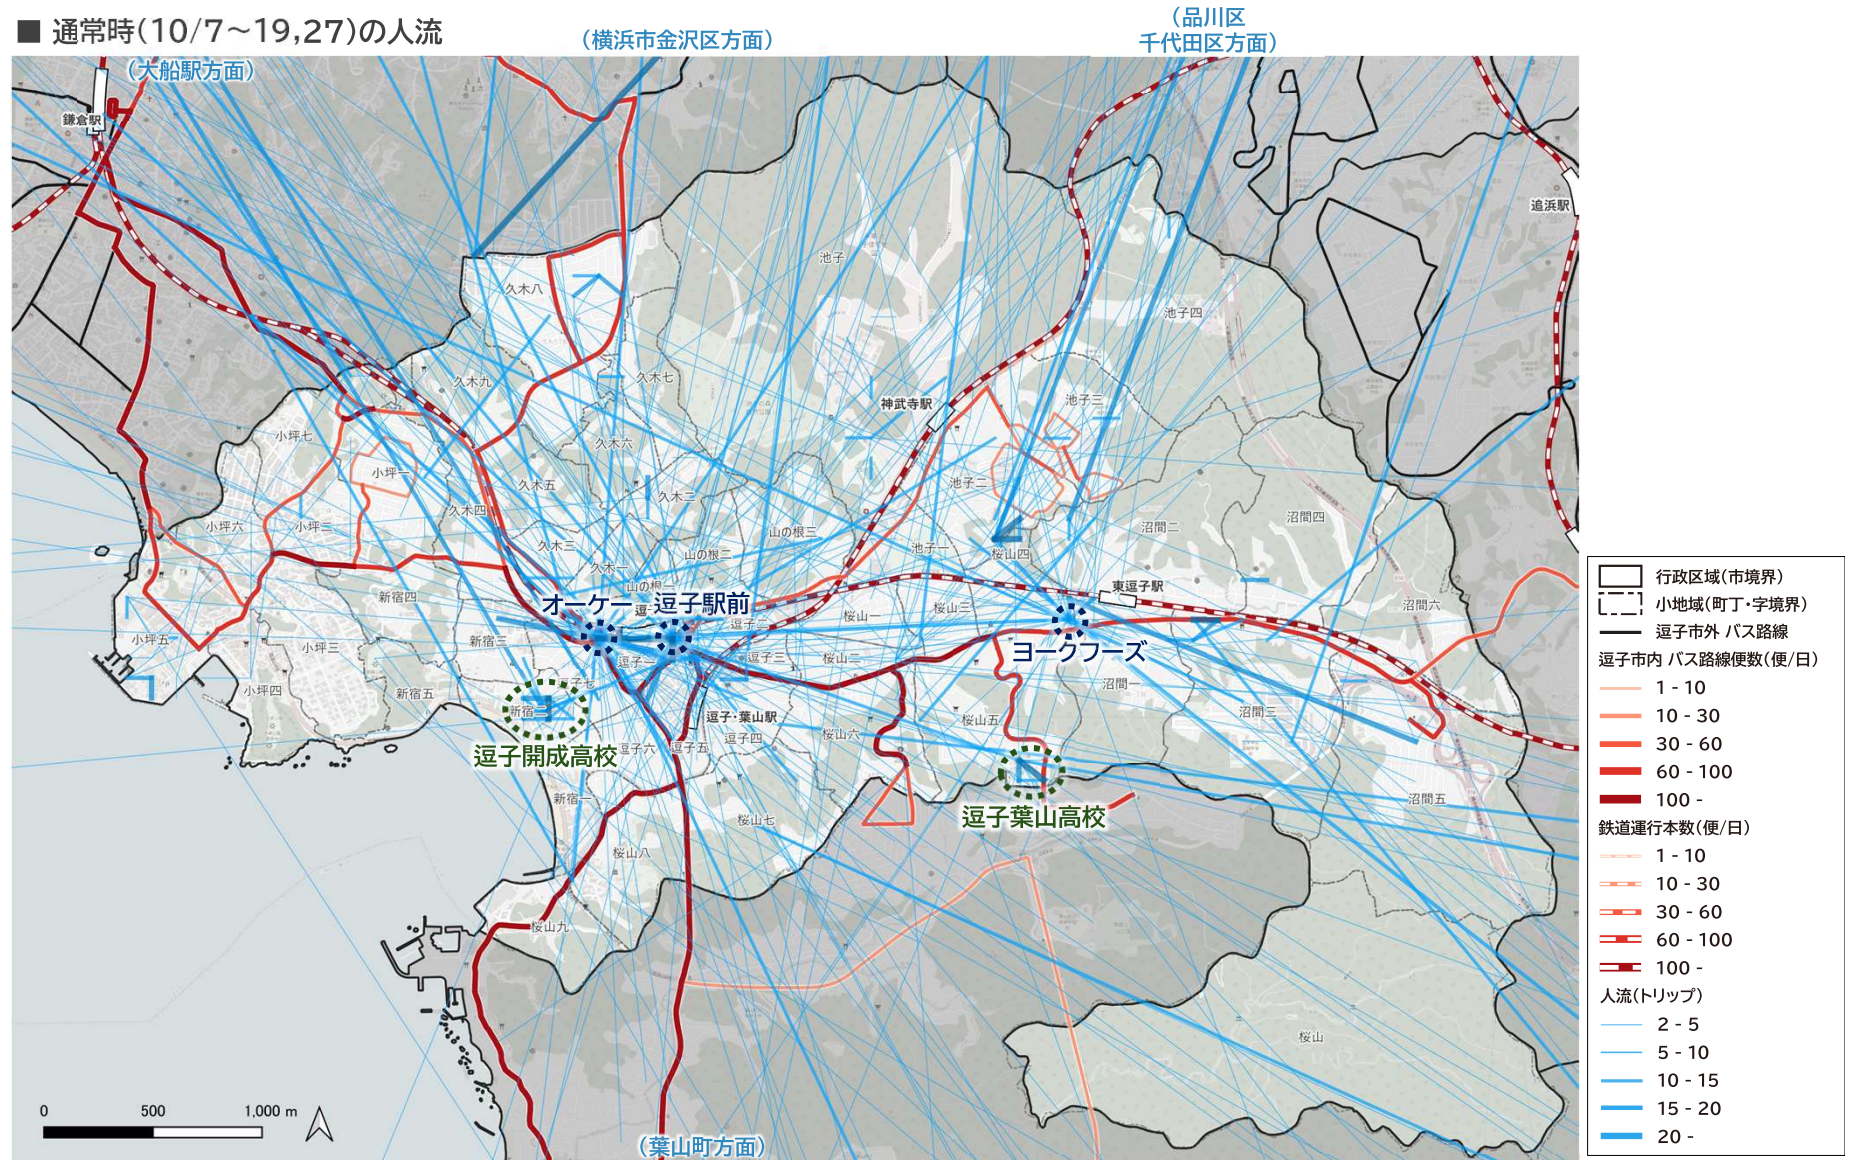 ■ 通常時(10/7～19,27)の人流
(横浜市金沢区方面)
(品川区
千代田区方面)
(大船駅方面)
鎌倉駅
追浜駅
池子
久木八
池子四
久木九
久木七
神武寺駅
池子三
小坪七
久木六
小坪一
久木五
久木二
池子二
久木四
小坪六
小坪二
山の根三
沼間二
沼間四
久木三
山の根二
池子一
桜山四
久木一
山の根一
東逗子駅
新宿四
オーケー
逗子駅前
桜山三
沼間六
桜山一
逗子二
小坪五
小坪三
新宿三
逗子一
逗子三
桜山二
ヨークフーズ
小坪四
新宿五
逗子七
新宿二
沼間一
逗子・葉山駅
桜山五
沼間三
逗子開成高校
逗子六
逗子五
逗子四
桜山六
新宿一
桜山七
逗子葉山高校
沼間五
桜山八
桜山九
桜山
0 500 1,000 m
(葉山町方面)
行政区域(市境界)
小地域(町丁・字境界)
逗子市外 バス路線
逗子市内 バス路線便数(便/日)
1 - 10
10 - 30
30 - 60
60 - 100
100 -
鉄道運行本数(便/日)
1 - 10
10 - 30
30 - 60
60 - 100
100 -
人流(トリップ)
2 - 5
5 - 10
10 - 15
15 - 20
20 -